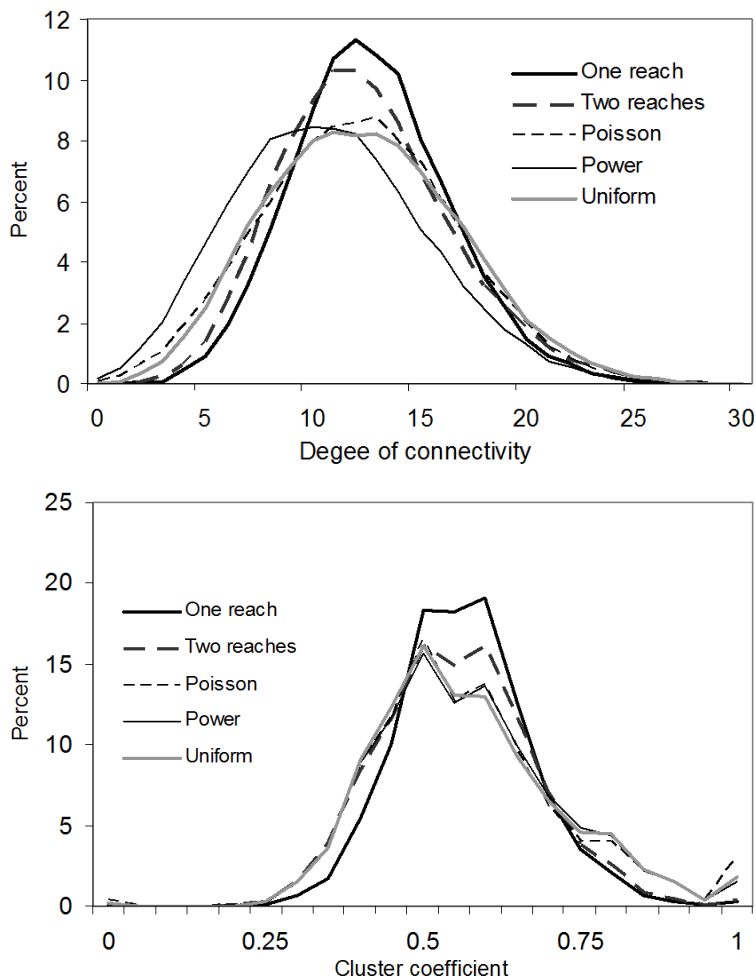 12
10
8
6
4
2
0
Percent
One reach
Two reaches
Poisson
Power
Uniform
0 5 10 15 20 25 30
Degee of connectivity
25
20
15
10
5
0
Percent
One reach
Two reaches
Poisson
Power
Uniform
0 0.25 0.5 0.75 1
Cluster coefficient